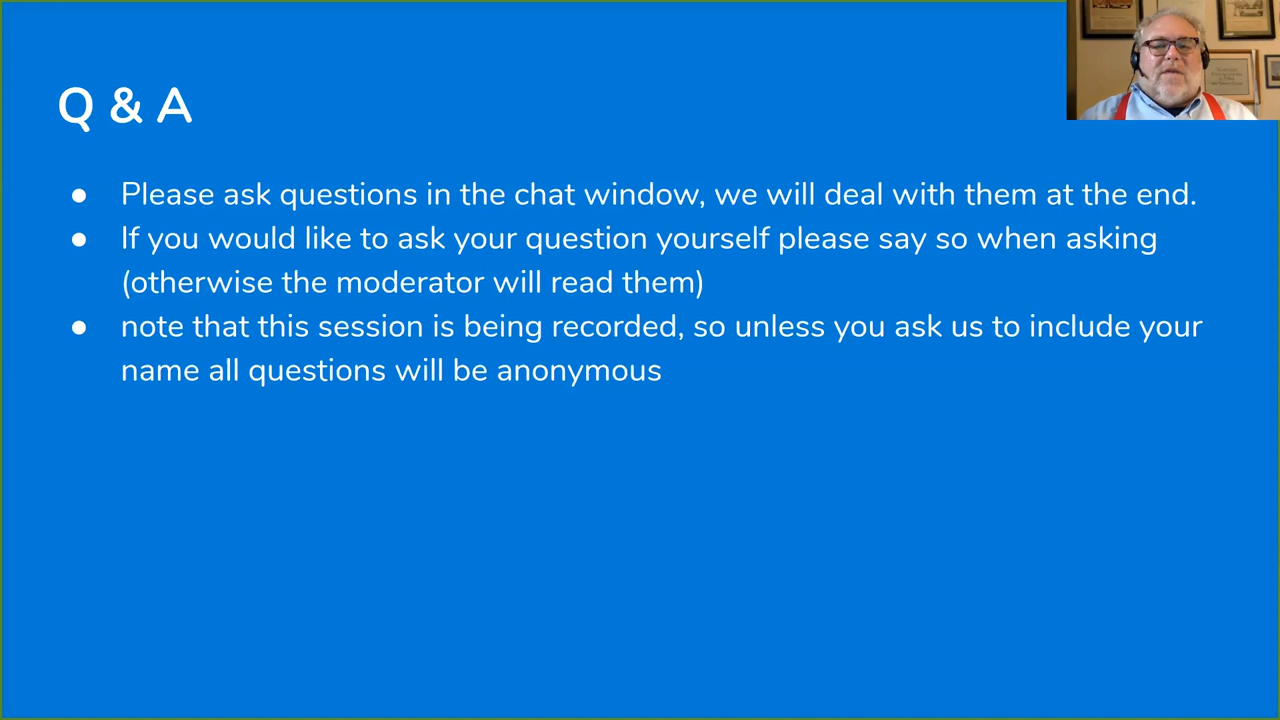 Q & A
● Please ask questions in the chat window, we will deal with them at the end.
● If you would like to ask your question yourself please say so when asking
(otherwise the moderator will read them)
● note that this session is being recorded, so unless you ask us to include your
name all questions will be anonymous